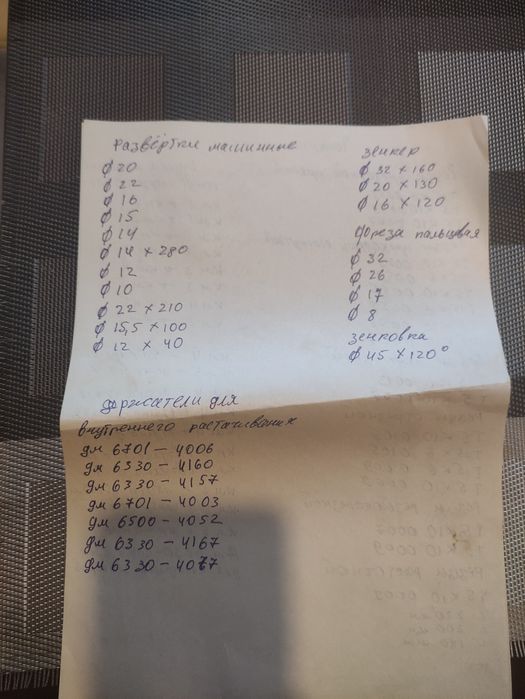 развёртки машинные
ф 20
ф 22
ф 16
ф 15
ф 14
ф 14 x 280
ф 12
ф 10
ф 22 x 210
ф 15,5 x 100
ф 12 x 40
зенкер
ф 32 x 160
ф 20 x 130
ф 16 x 120
фреза пальцвая
ф 32
ф 26
ф 17
ф 8
зенковка
ф 45 x 120°
держатели для
внутреннего растачивания
дм 6701 - 4006
дм 6330 - 4160
дм 6330 - 4157
дм 6701 - 4003
дм 6500 - 4052
дм 6330 - 4167
дм 6330 -